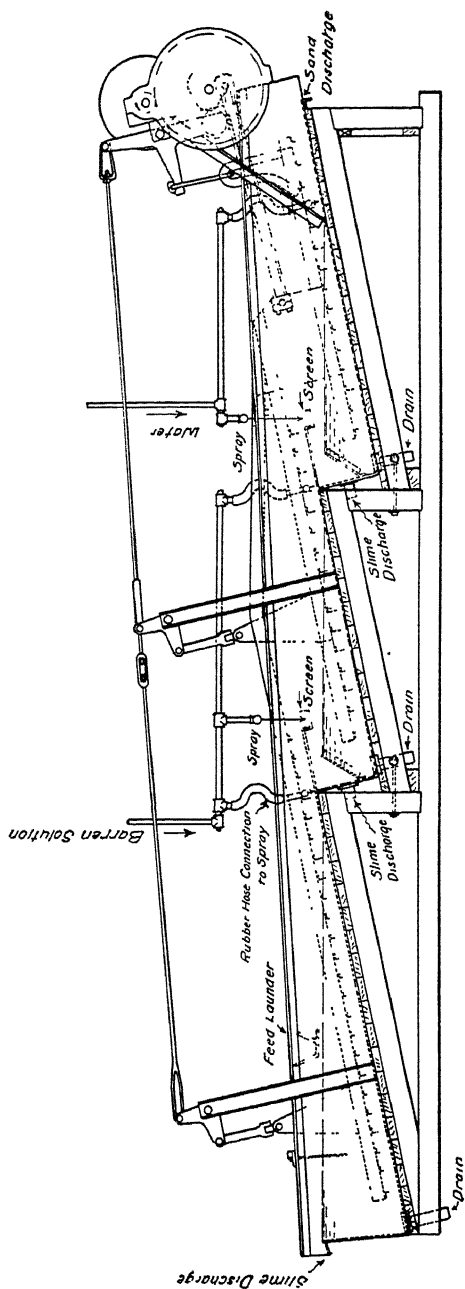 Sand
Discharge
Water
Spray
Screen
Drain
Slime
Discharge
Barren Solution
Spray
Screen
Drain
Slime
Discharge
Rubber Hose Connection
to Spray
Feed Launder
Slime Discharge
Drain